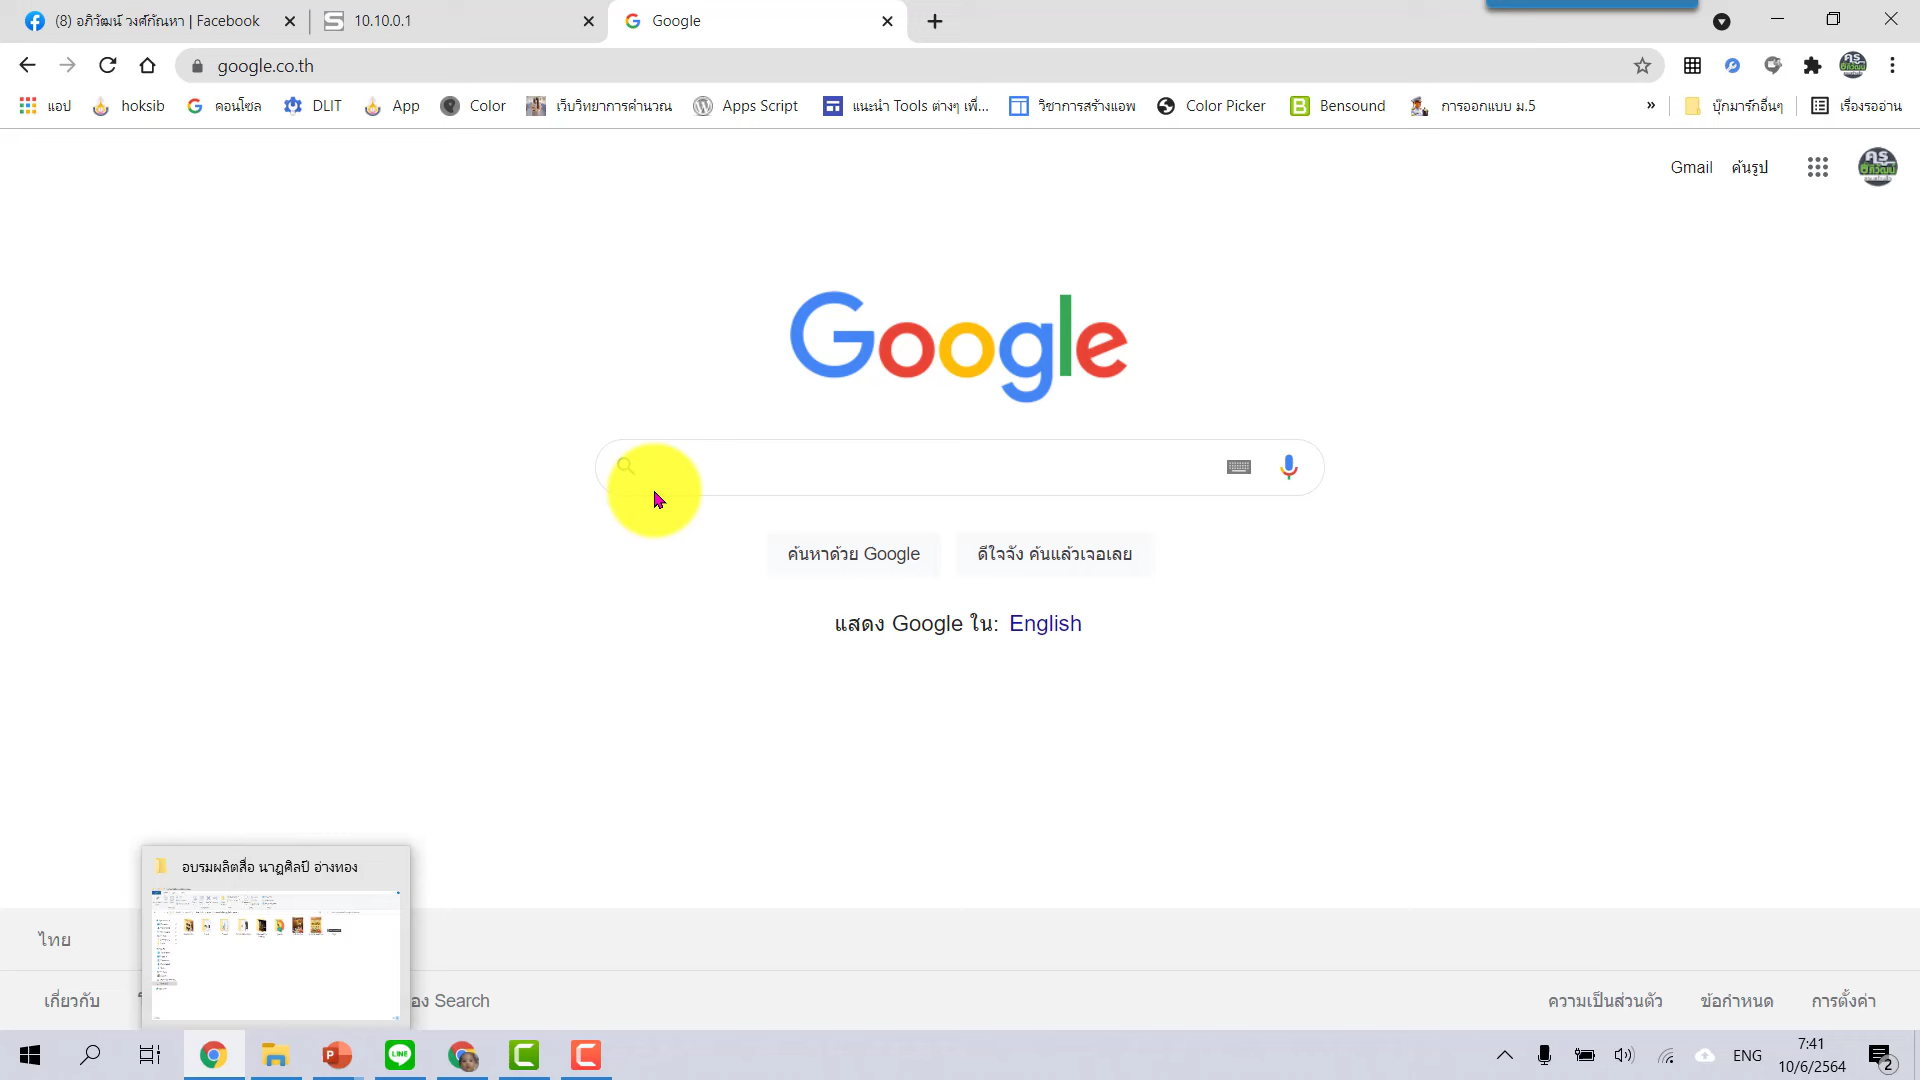 (8) อภิวัฒน์ วงศ์กัณหา | Facebook
10.10.0.1
Google
google.co.th
แอป
hoksib
คอนโซล
DLIT
App
Color
เว็บวิทยาการคำนวณ
Apps Script
แนะนำ Tools ต่างๆ เพื่...
วิชาการสร้างแอพ
Color Picker
Bensound
การออกแบบ ม.5
»
บุ๊กมาร์กอื่นๆ
เรื่องรออ่าน
Gmail
ค้นรูป
Google
ค้นหาด้วย Google
ดีใจจัง ค้นแล้วเจอเลย
แสดง Google ใน: English
อบรมผลิตสื่อ นาฏศิลป์ อ่างทอง
ไทย
เกี่ยวกับ
อง Search
ความเป็นส่วนตัว
ข้อกำหนด
การตั้งค่า
LINE
ENG
7:41
10/6/2564
2